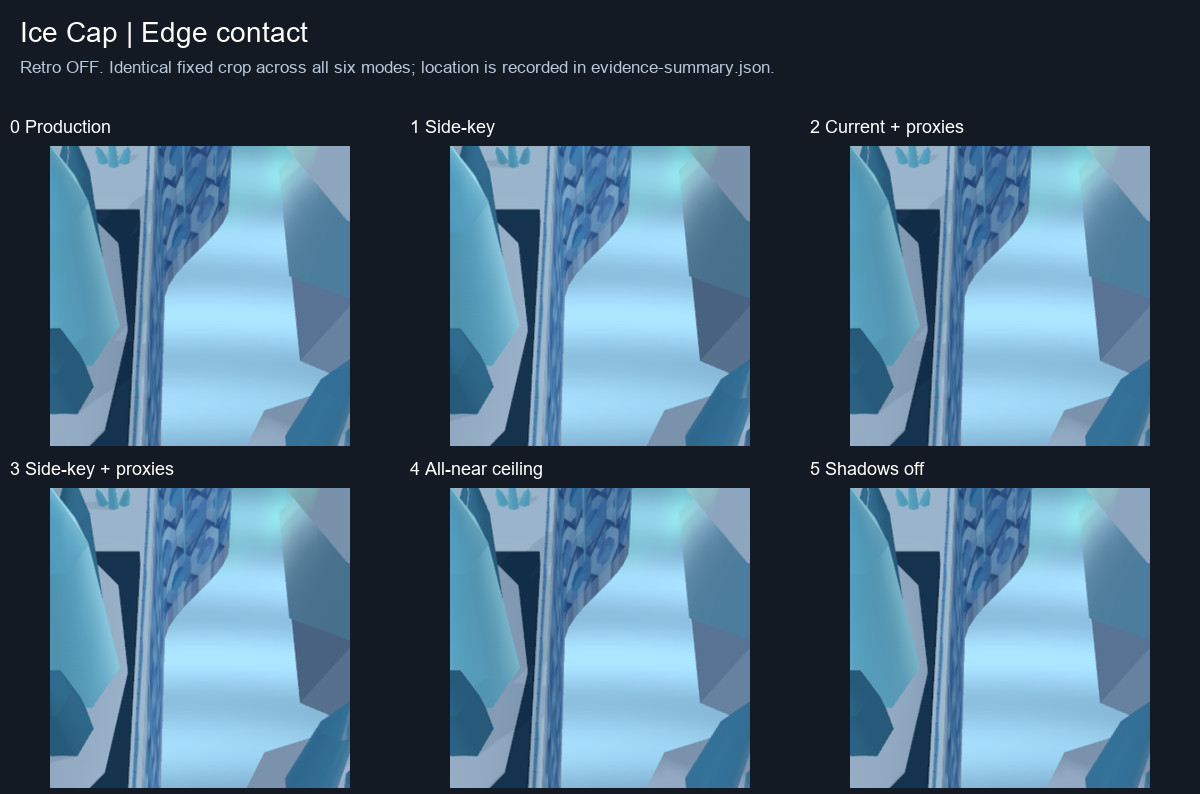 Ice Cap | Edge contact
Retro OFF. Identical fixed crop across all six modes; location is recorded in evidence-summary.json.
0 Production
1 Side-key
2 Current + proxies
3 Side-key + proxies
4 All-near ceiling
5 Shadows off